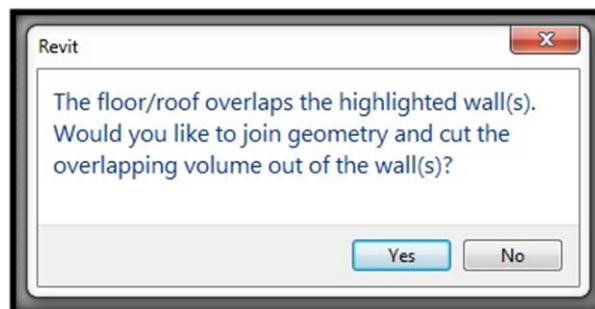 Revit
The floor/roof overlaps the highlighted wall(s).
Would you like to join geometry and cut the
overlapping volume out of the wall(s)?
Yes No